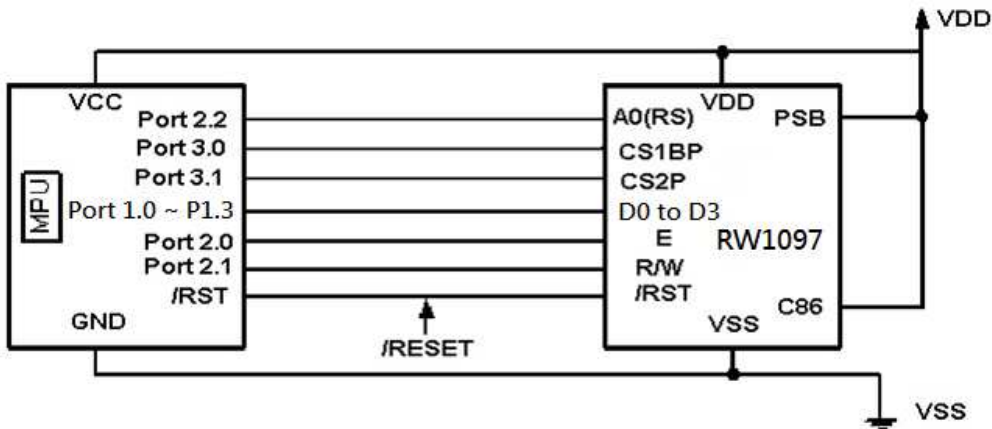 VDD
VCC
Port 2.2
Port 3.0
Port 3.1
Port 1.0 ~ P1.3
Port 2.0
Port 2.1
/RST
MPU
GND
/RESET
VDD
A0(RS)
PSB
CS1BP
CS2P
D0 to D3
E
RW1097
R/W
/RST
C86
VSS
VSS